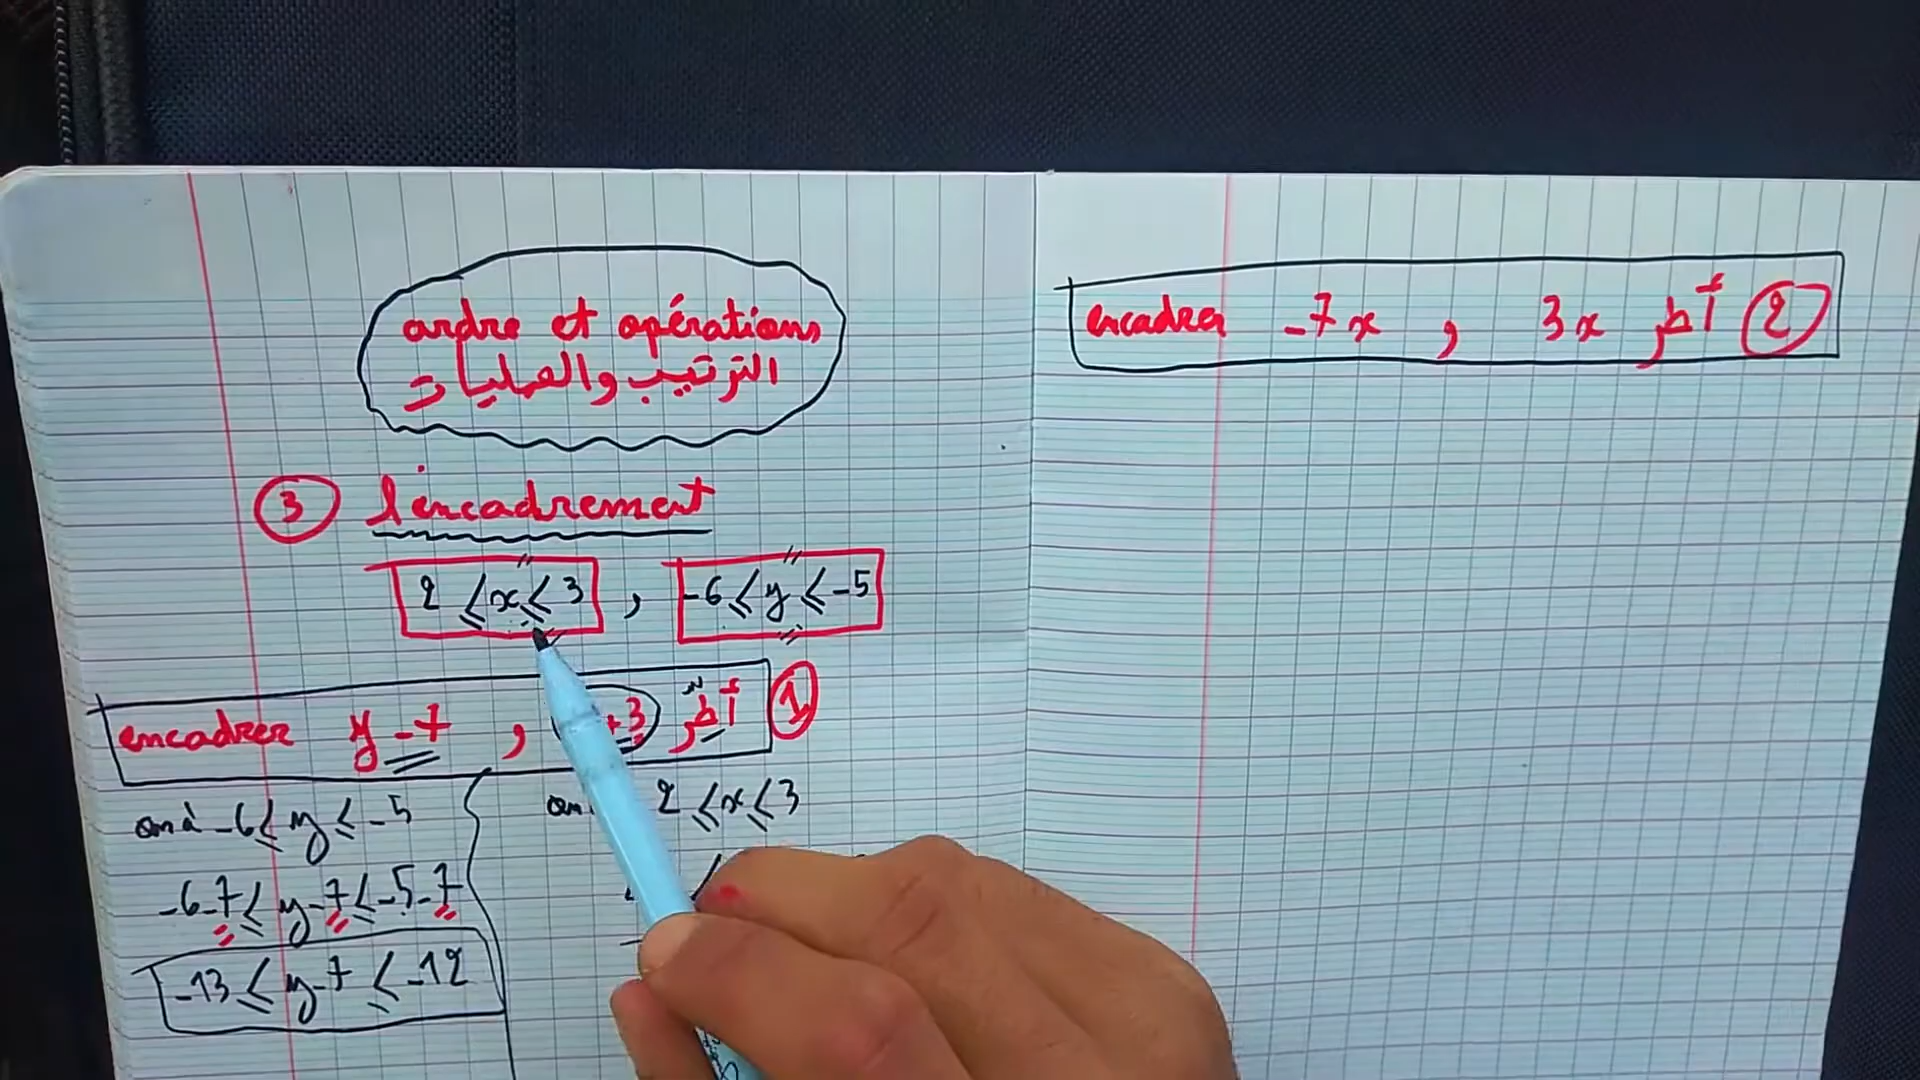 ordre et opérations
الترتيب والعمليات
③ l'encadrement
2 ≤ x ≤ 3 , -6 ≤ y ≤ -5
① أطر +3 , y-7 encadrer
on a -6 ≤ y ≤ -5
-6-7 ≤ y-7 ≤ -5-7
-13 ≤ y-7 ≤ -12
2 ≤ x ≤ 3
② أطر 3x , -7x encadrer